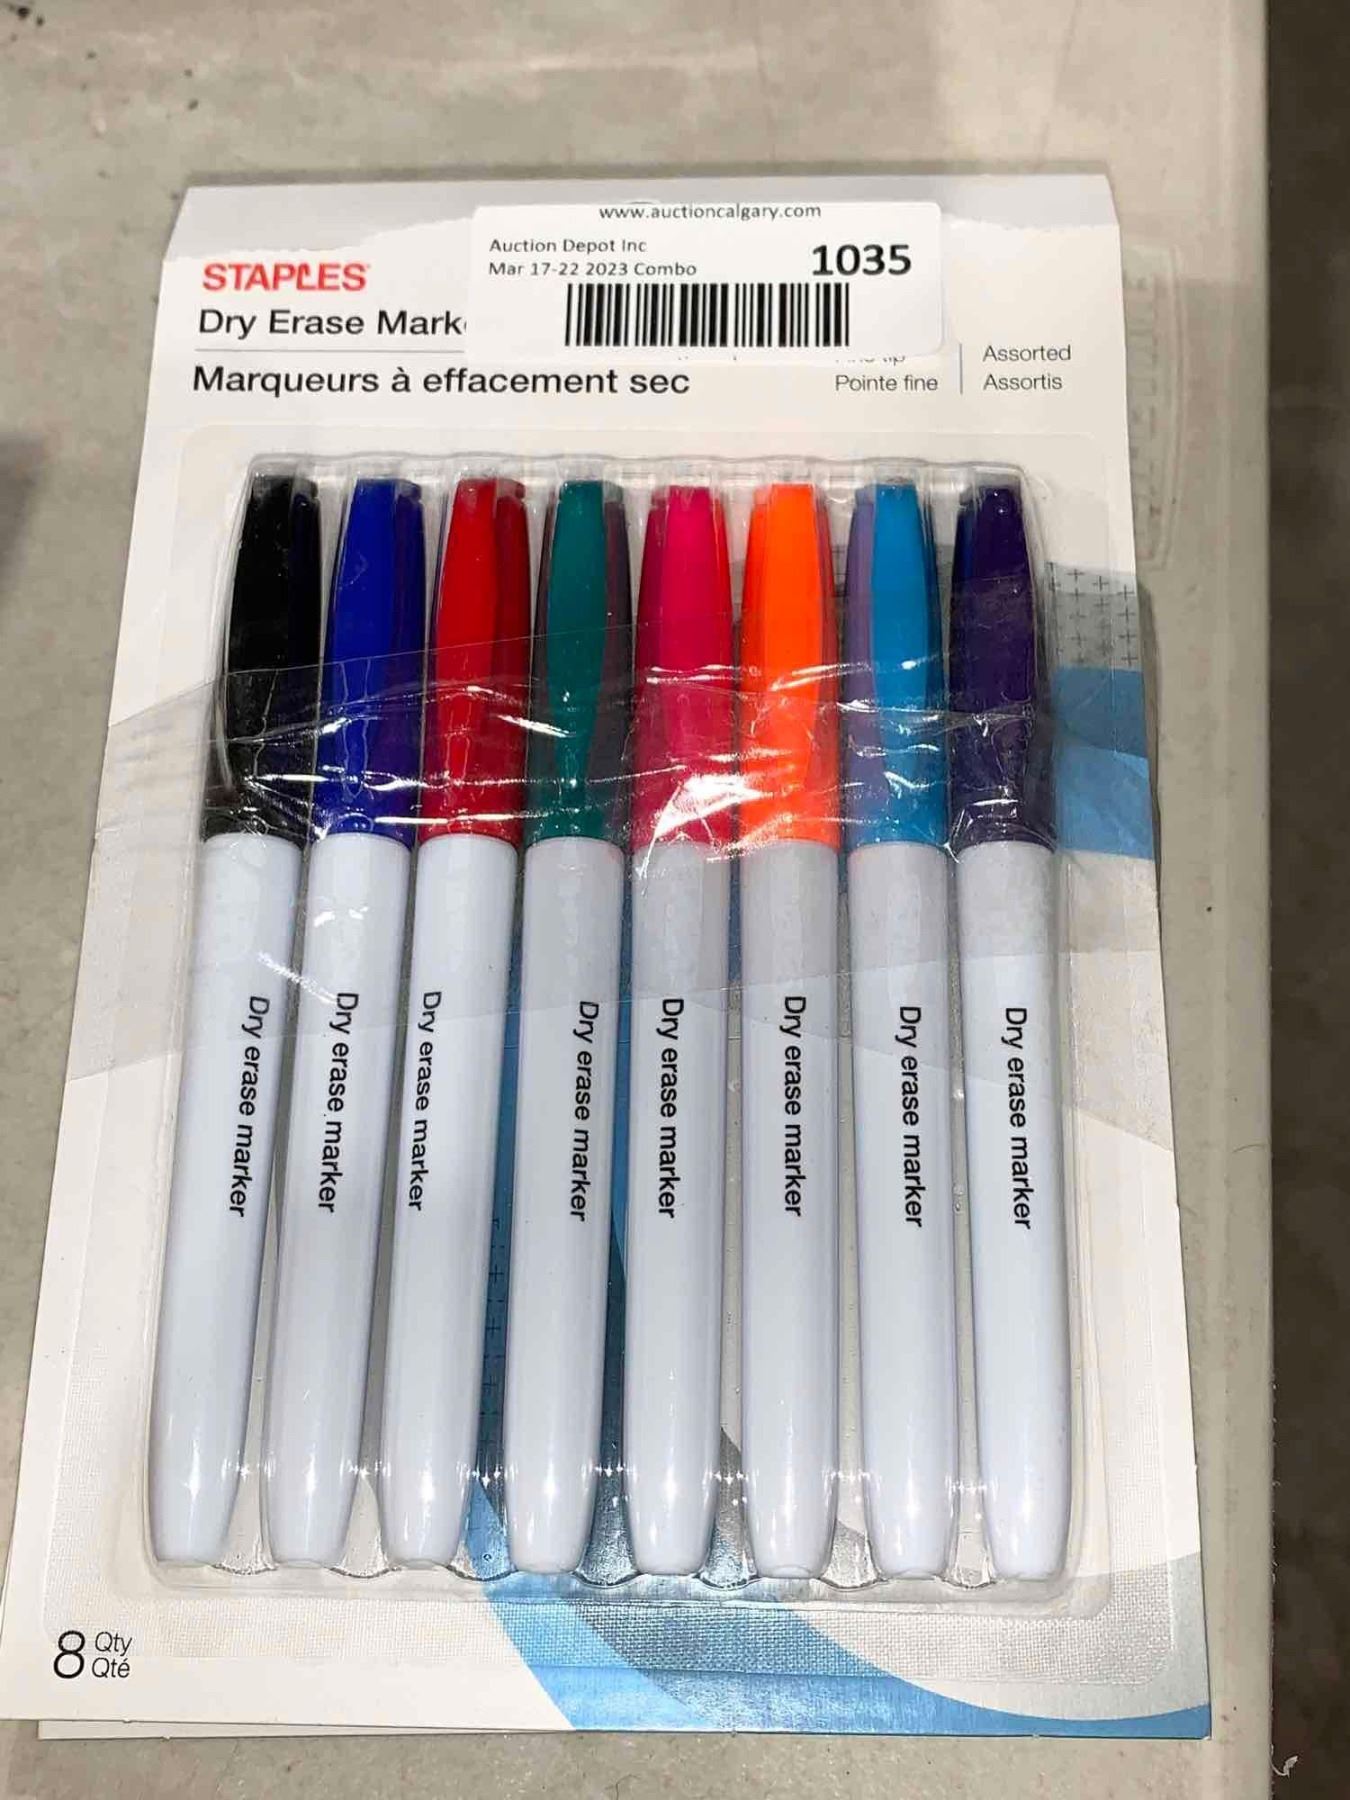 www.auctioncalgary.com
Auction Depot Inc
Mar 17-22 2023 Combo
1035
STAPLES
Dry Erase
Marqueurs à effacement sec
Pointe fine
Assorted
Assortis
Dry erase marker
Dry erase marker
Dry erase marker
Dry erase marker
Dry erase marker
Dry erase marker
Dry erase marker
Dry erase marker
8 Qty
Qté